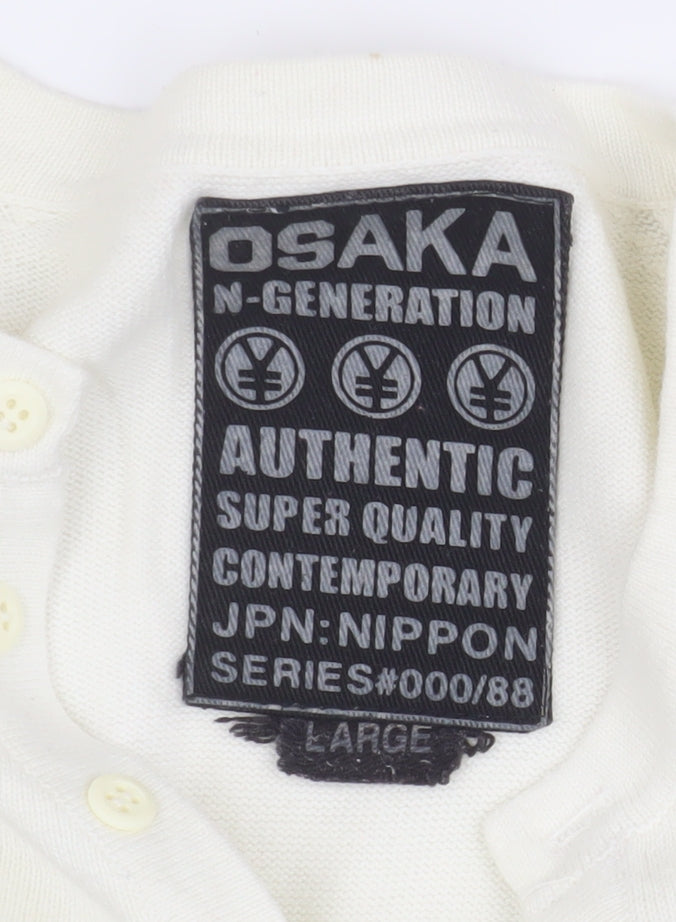 OSAKA
N-GENERATION
¥ ¥ ¥
AUTHENTIC
SUPER QUALITY
CONTEMPORARY
JPN:NIPPON
SERIES#000/88
LARGE